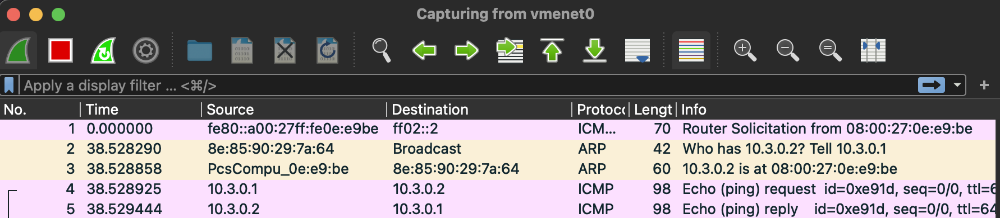 Capturing from vmenet0
Apply a display filter ... <⌘/>
No. Time Source Destination Protoc Lengt Info
1 0.000000 fe80::a00:27ff:fe0e:e9be ff02::2 ICM... 70 Router Solicitation from 08:00:27:0e:e9:be
2 38.528290 8e:85:90:29:7a:64 Broadcast ARP 42 Who has 10.3.0.2? Tell 10.3.0.1
3 38.528858 PcsCompu_0e:e9:be 8e:85:90:29:7a:64 ARP 60 10.3.0.2 is at 08:00:27:0e:e9:be
4 38.528925 10.3.0.1 10.3.0.2 ICMP 98 Echo (ping) request id=0xe91d, seq=0/0, ttl=6
5 38.529444 10.3.0.2 10.3.0.1 ICMP 98 Echo (ping) reply id=0xe91d, seq=0/0, ttl=64